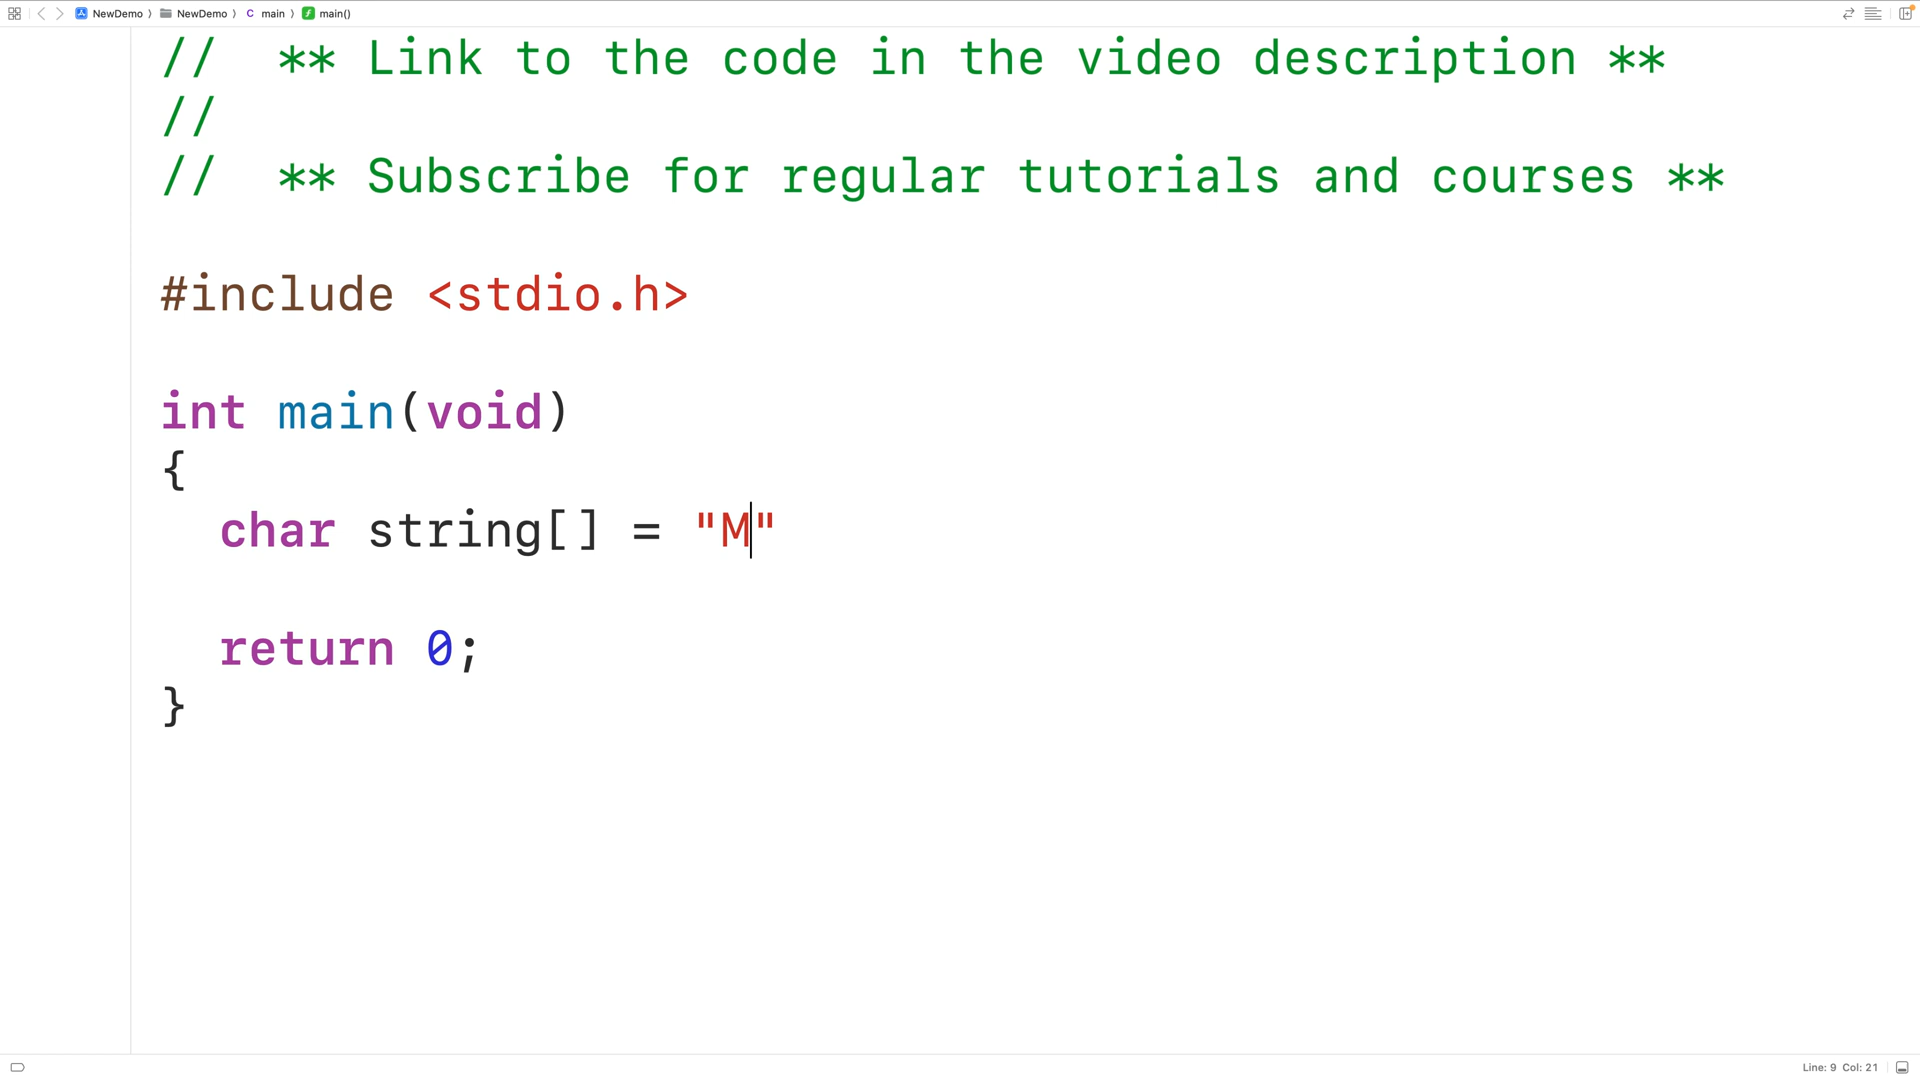 NewDemo 〉 NewDemo 〉 C main 〉 f main()
//  ** Link to the code in the video description **
//
//  ** Subscribe for regular tutorials and courses **
#include <stdio.h>
int main(void)
{
  char string[] = "M"
  return 0;
}
Line: 9 Col: 21